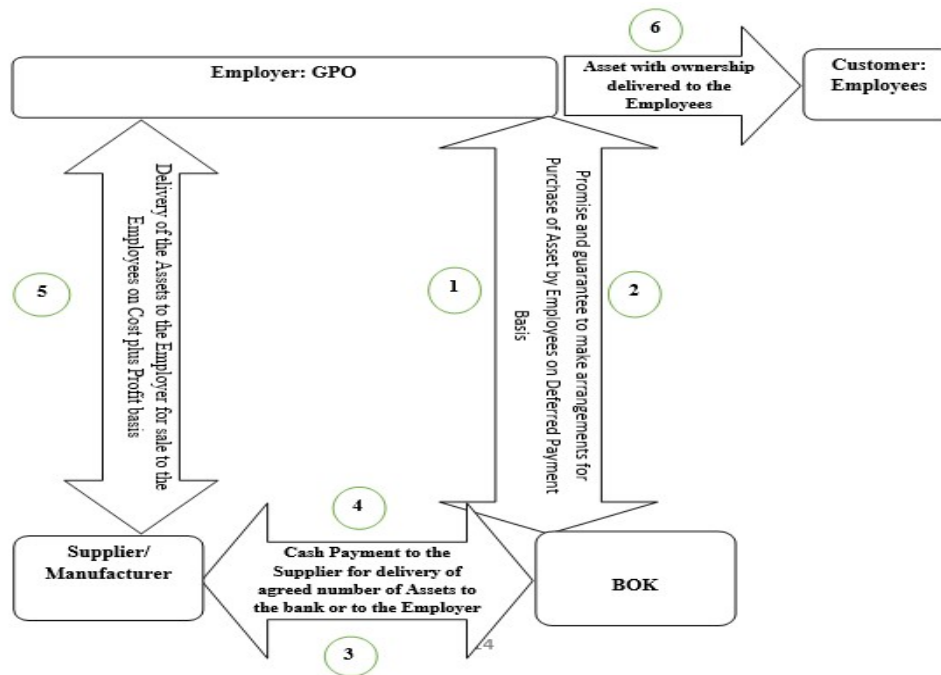 6
Employer: GPO
Asset with ownership
delivered to the
Employees
Customer:
Employees
Delivery of the Assets to the Employer for sale to the
Employees on Cost plus Profit basis
5
1
Promise and guarantee to make arrangements for
Purchase of Asset by Employees on Deferred Payment
Basis
2
4
Supplier/
Manufacturer
Cash Payment to the
Supplier for delivery of
agreed number of Assets to
the bank or to the Employer
BOK
3